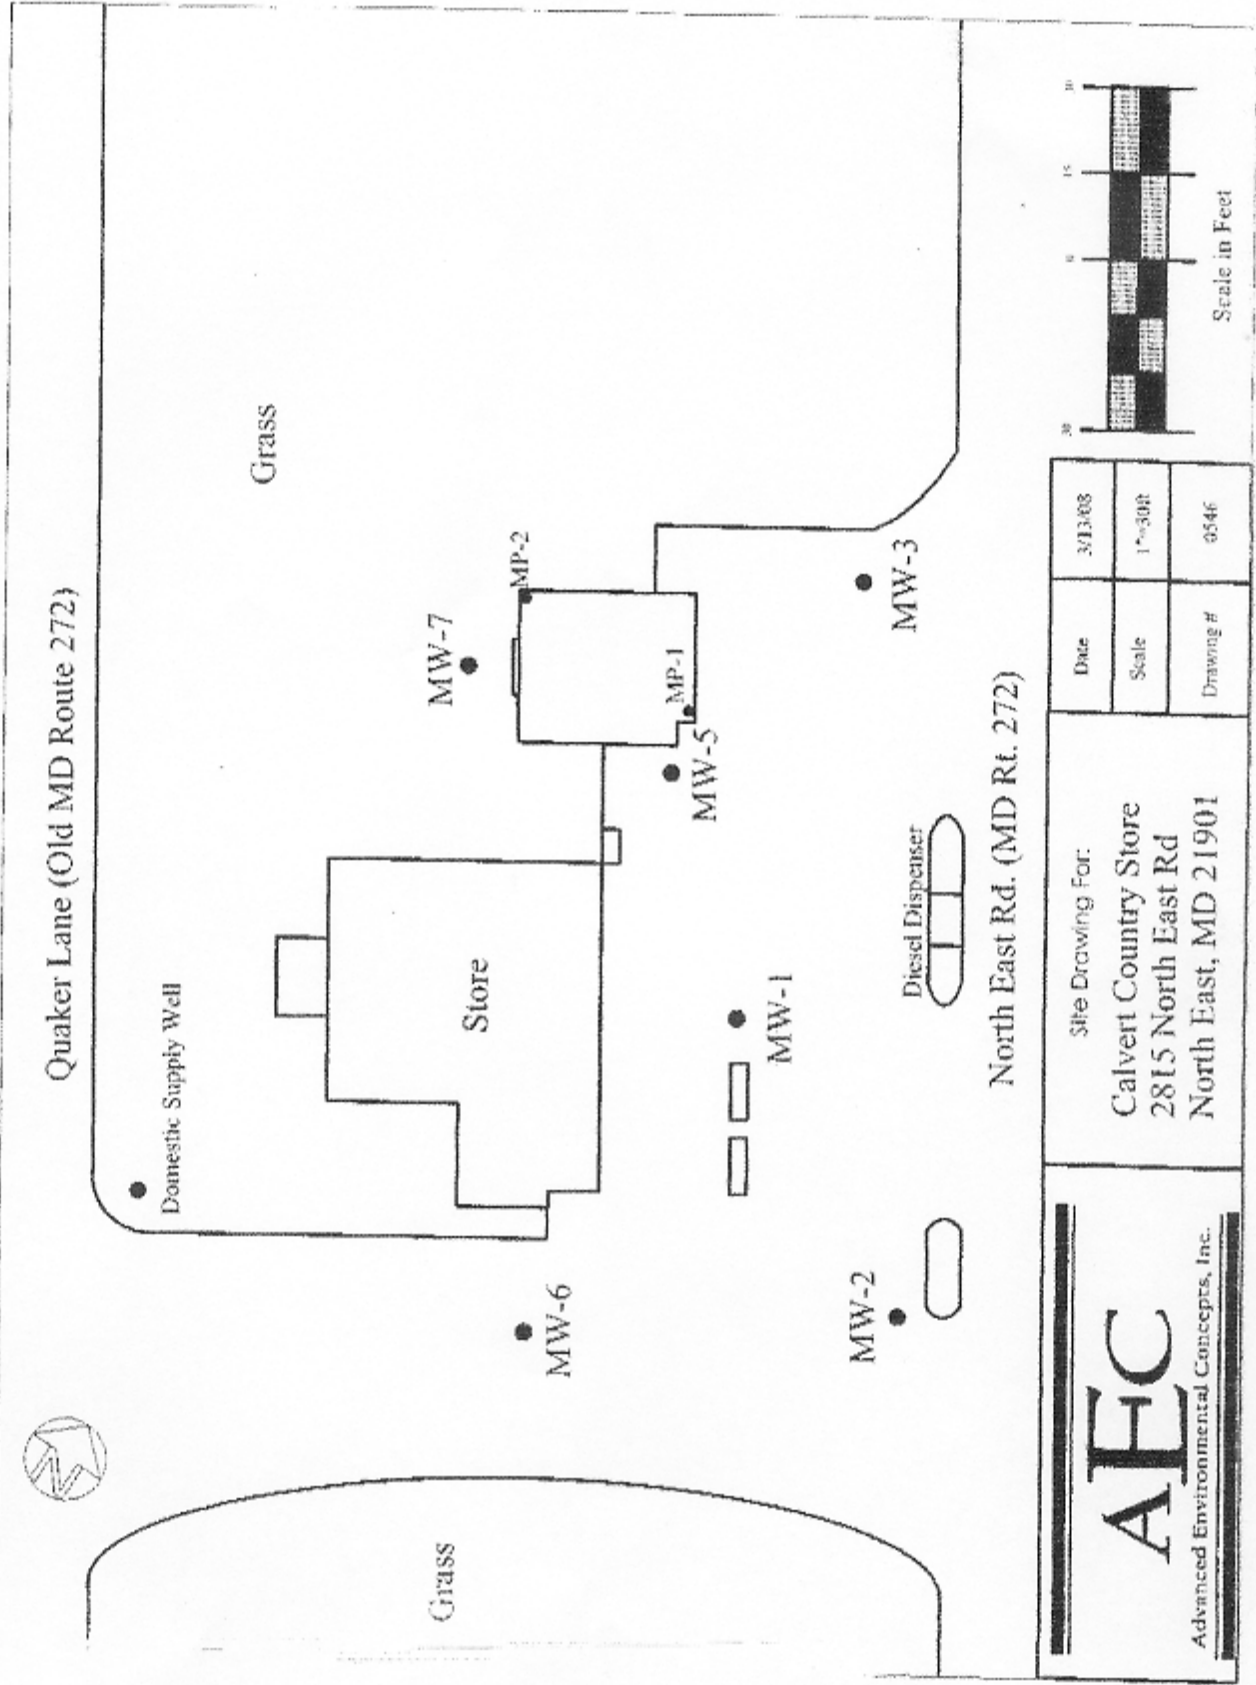 Quaker Lane (Old MD Route 272)
Domestic Supply Well
Grass
MW-7
MP-2
Store
MP-1
MW-5
MW-6
Grass
MW-1
MW-3
MW-2
Diesel Dispenser
North East Rd. (MD Rt. 272)
AEC
Advanced Environmental Concepts, Inc.
Site Drawing For:
Calvert Country Store
2815 North East Rd
North East, MD 21901
Date
3/13/08
Scale
1"=30ft
Drawing #
0546
30
15
Scale in Feet